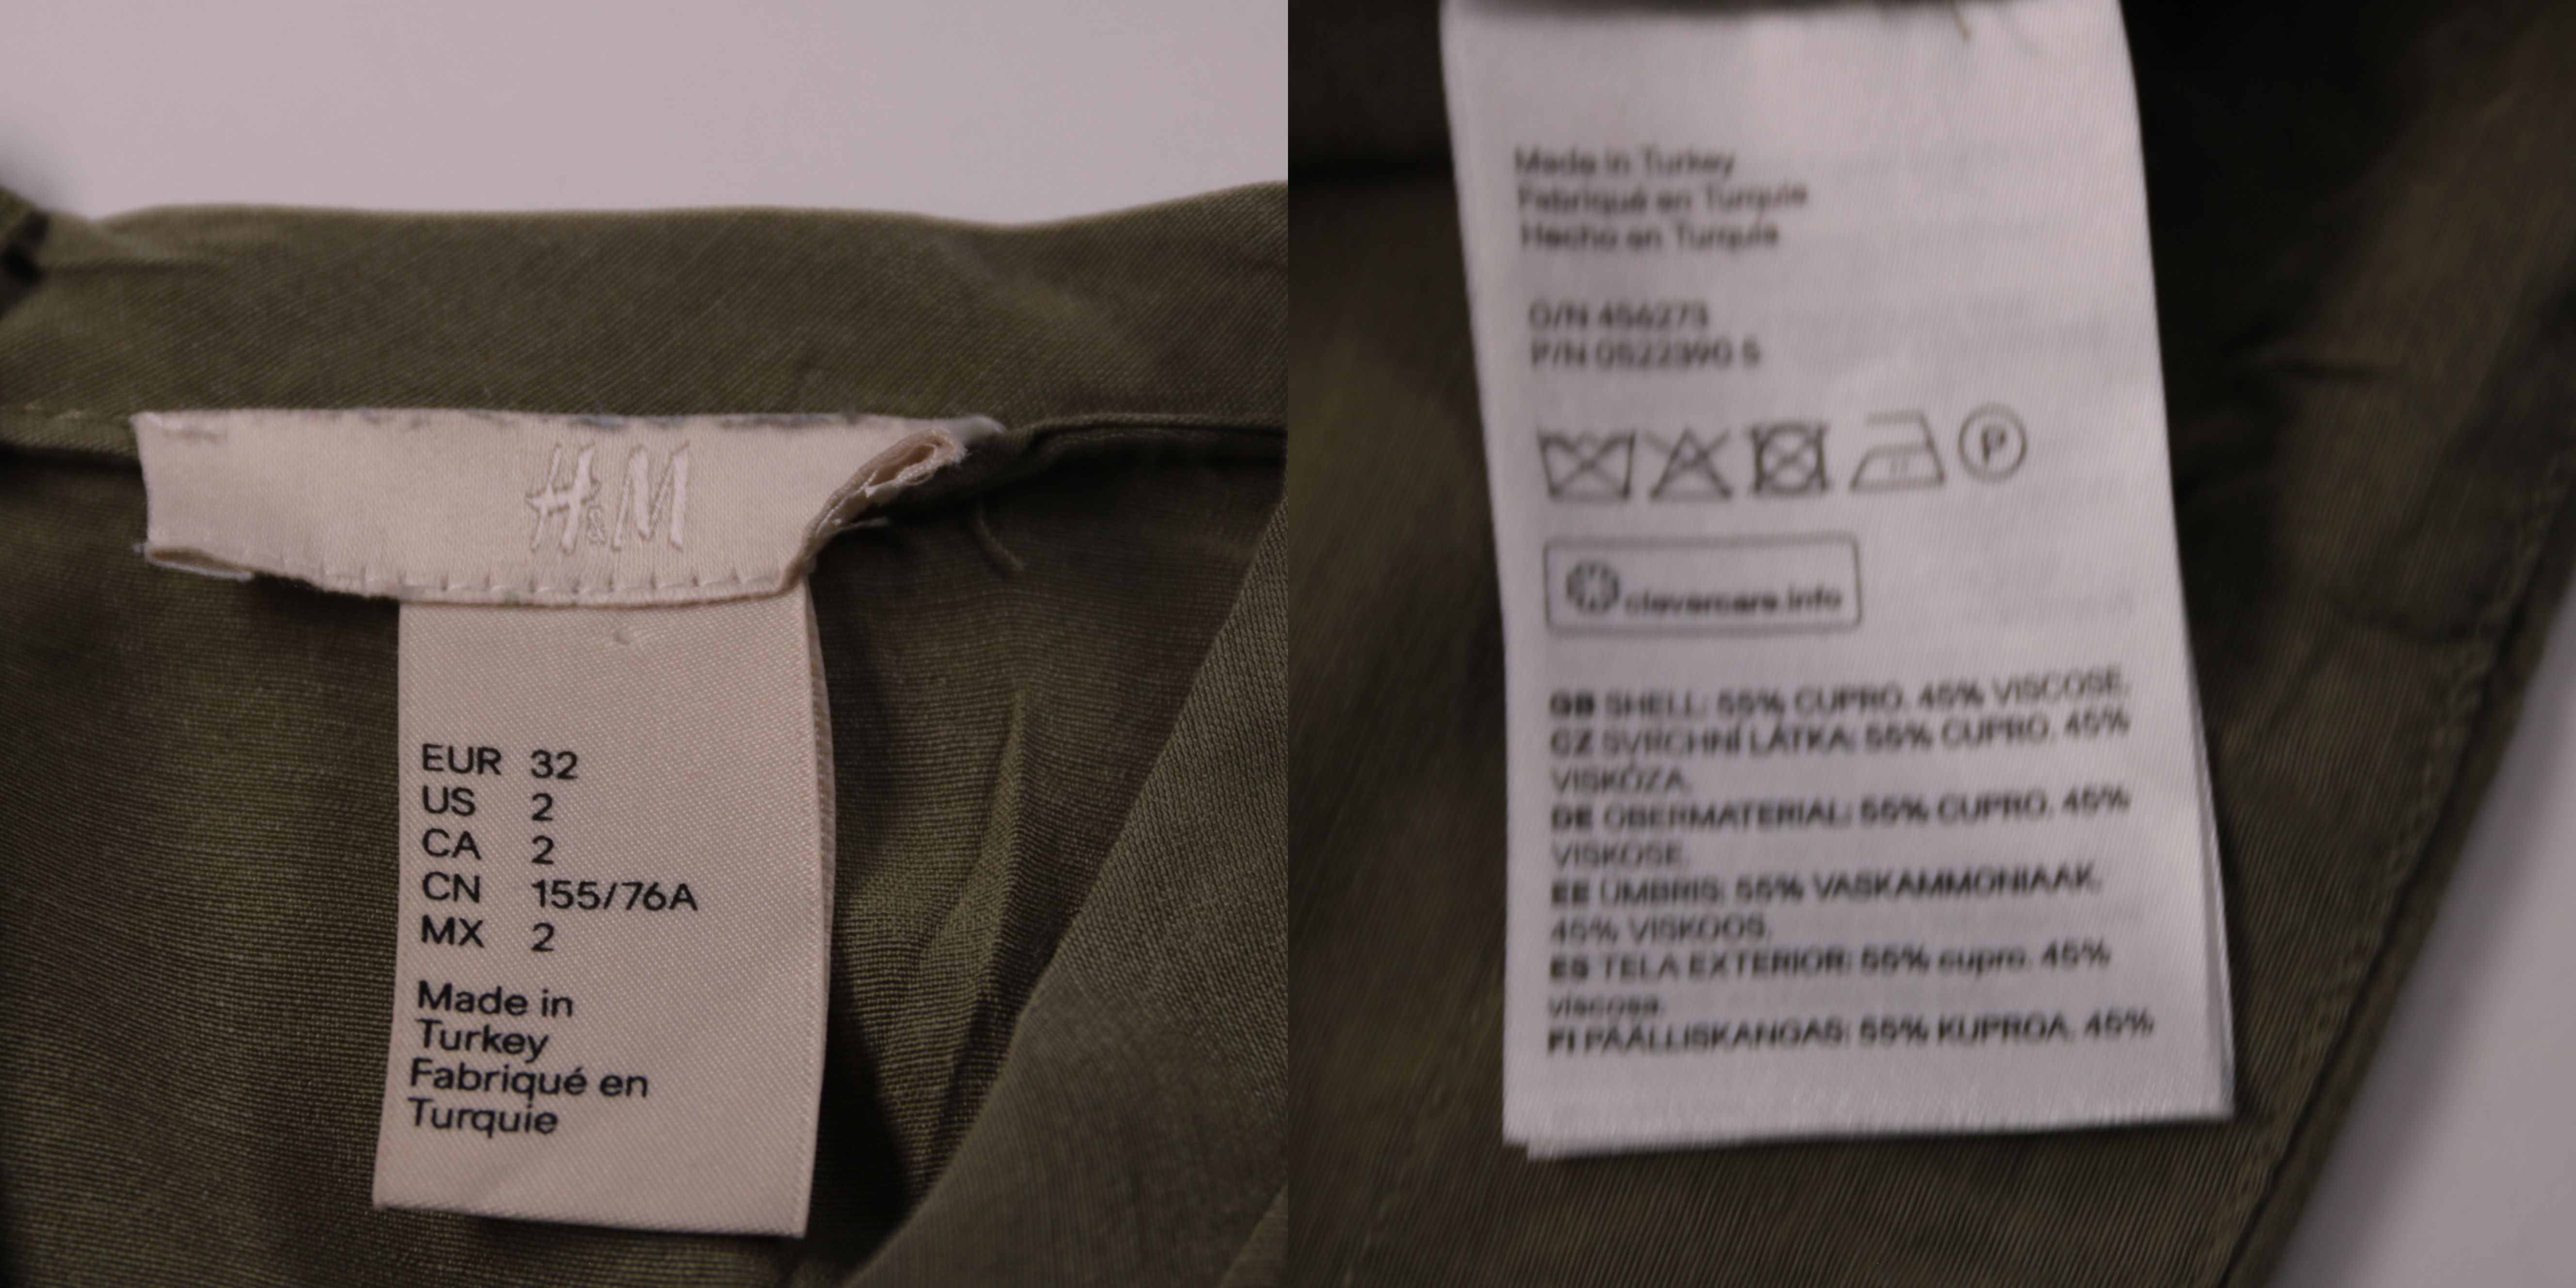 H&M
EUR 32
US 2
CA 2
CN 155/76A
MX 2
Made in
Turkey
Fabriqué en
Turquie
Made in Turkey
Fabriqué en Turquie
Hecho en Turquía
O/N 456273
P/N 0522390 5
P
clevercare.info
GB SHELL: 55% CUPRO, 45% VISCOSE.
CZ SVRCHNÍ LÁTKA: 55% CUPRO, 45%
VISKÓZA.
DE OBERMATERIAL: 55% CUPRO, 45%
VISKOSE.
EE ÜMBRIS: 55% VASKAMMONIAAK,
45% VISKOOS.
ES TELA EXTERIOR: 55% cupro, 45%
viscosa.
FI PÄÄLLISKANGAS: 55% KUPROA, 45%